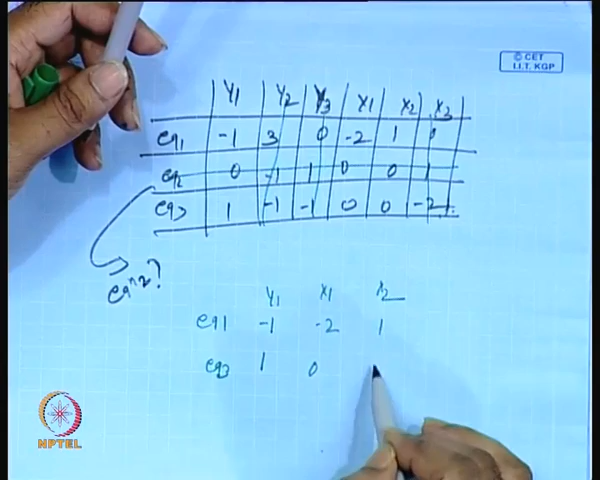 © CET
I.I.T. KGP
Y1 Y2 Y3 X1 X2 X3
eq1 -1 3 0 -2 1 0
eq2 0 -1 1 0 0 1
eq3 1 -1 -1 0 0 -2
eqn 2?
Y1 X1 X2
eq1 -1 -2 1
eq3 1 0
NPTEL